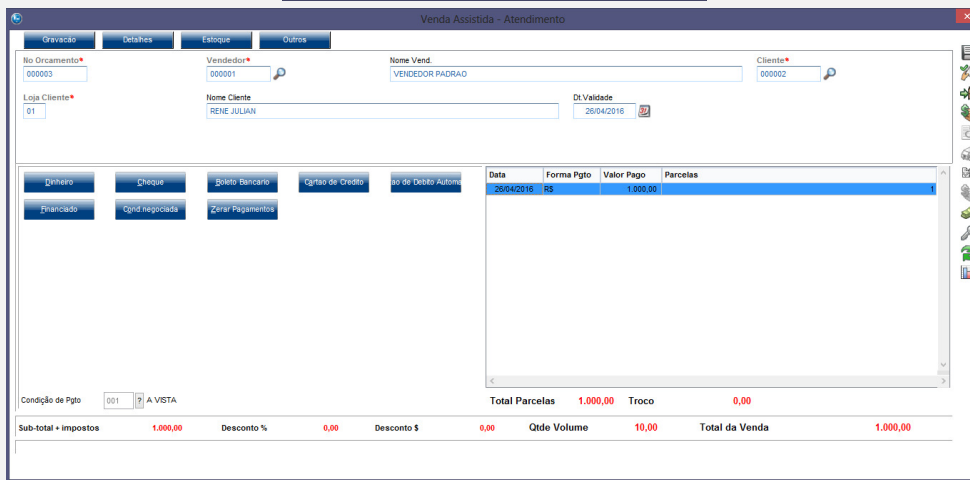 Venda Assistida - Atendimento
Gravacäo Detalhes Estoque Outros
No Orcamento* Vendedor* Nome Vend. Cliente*
000003 000001 VENDEDOR PADRAO 000002
Loja Cliente* Nome Cliente Dt.Validade
01 RENE JULIAN 26/04/2016 31
Dinheiro Cheque Boleto Bancario Cartao de Credito ao de Debito Automa
Financiado Cond.negociada Zerar Pagamentos
Data Forma Pgto Valor Pago Parcelas
26/04/2016 R$ 1.000,00 1
Condição de Pgto 001 ? A VISTA
Total Parcelas 1.000,00 Troco 0,00
Sub-total + impostos 1.000,00 Desconto % 0,00 Desconto $ 0,00 Qtde Volume 10,00 Total da Venda 1.000,00